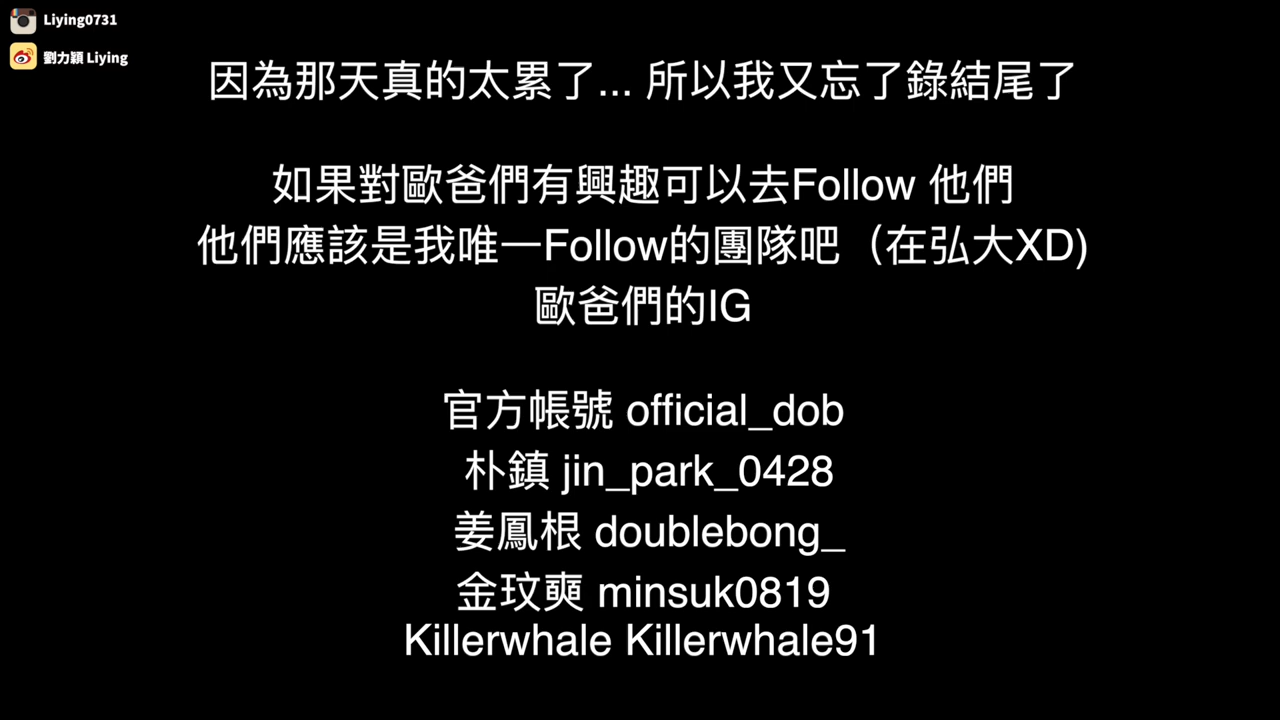 Liying0731
劉力穎 Liying
因為那天真的太累了... 所以我又忘了錄結尾了
如果對歐爸們有興趣可以去Follow 他們
他們應該是我唯一Follow的團隊吧（在弘大XD)
歐爸們的IG
官方帳號 official_dob
朴鎮 jin_park_0428
姜鳳根 doublebong_
金玟奭 minsuk0819
Killerwhale Killerwhale91